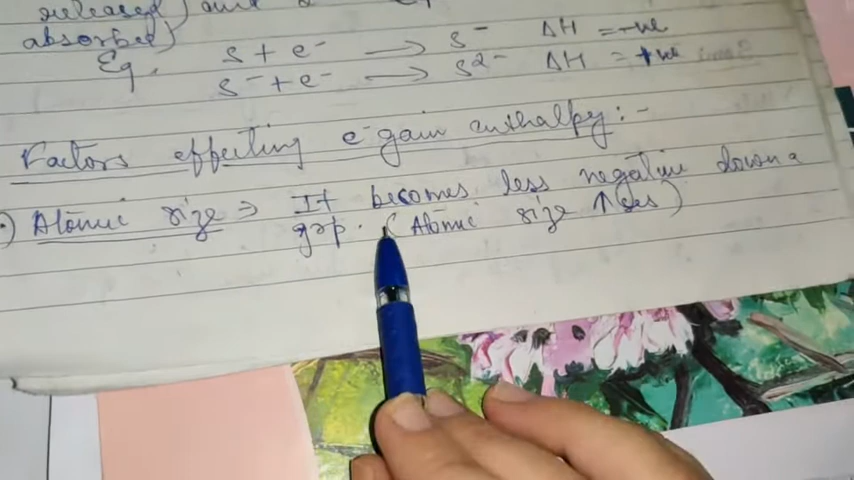 released) and
absorbed)
Eg. S + e⁻ → S⁻ ΔH = -ve
S⁻ + e⁻ → S²⁻ ΔH = +ve
Factors effecting e⁻ gain enthalpy :-
•) Atomic size ⇒ It becomes less negative down a
grp. (Atomic size ↑ses)